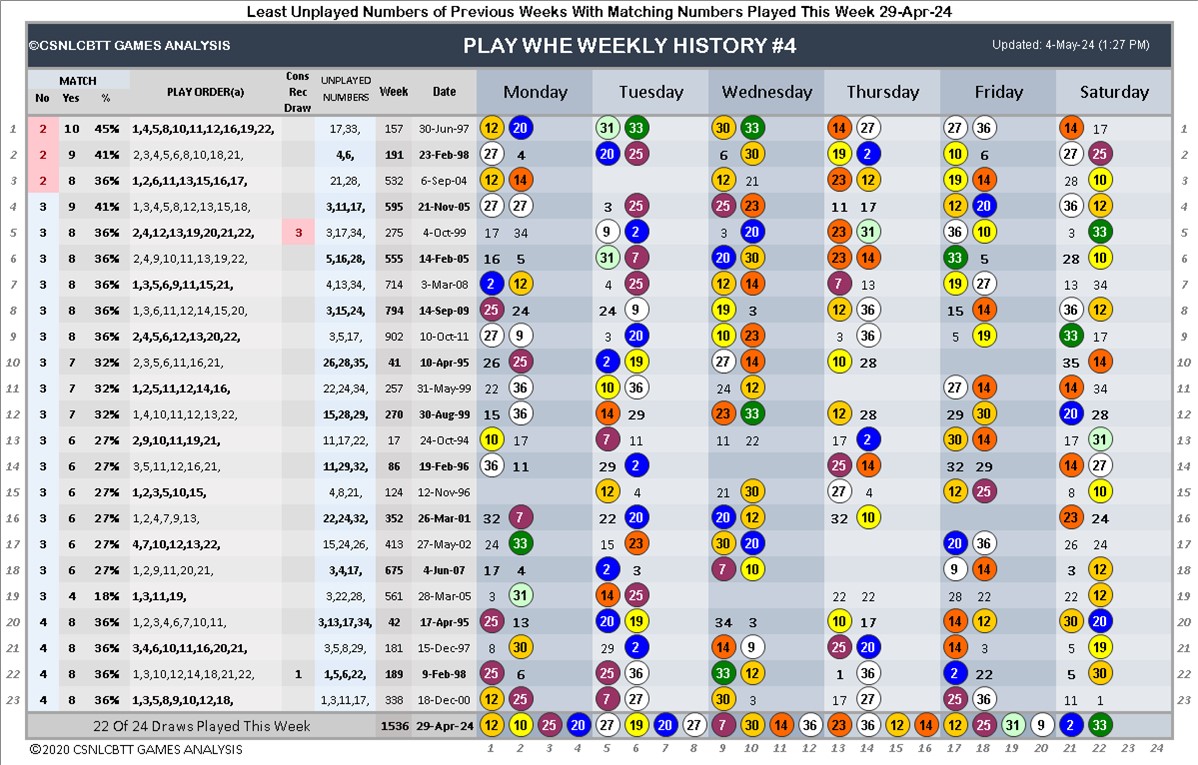 Least Unplayed Numbers of Previous Weeks With Matching Numbers Played This Week 29-Apr-24
©CSNLCBTT GAMES ANALYSIS PLAY WHE WEEKLY HISTORY #4 Updated: 4-May-24 (1:27 PM)
MATCH
No Yes %
PLAY ORDER(a)
Cons
Rec
Draw
UNPLAYED
NUMBERS
Week Date Monday Tuesday Wednesday Thursday Friday Saturday
1 2 10 45% 1,4,5,8,10,11,12,16,19,22, 17,33, 157 30-Jun-97 12 20 31 33 30 33 14 27 27 36 14 17 1
2 2 9 41% 2,3,4,5,6,8,10,18,21, 4,6, 191 23-Feb-98 27 4 20 25 6 30 19 2 10 6 27 25 2
3 2 8 36% 1,2,6,11,13,15,16,17, 21,28, 532 6-Sep-04 12 14 12 21 23 12 19 14 28 10 3
4 3 9 41% 1,3,4,5,8,12,13,15,18, 3,11,17, 595 21-Nov-05 27 27 3 25 25 23 11 17 12 20 36 12 4
5 3 8 36% 2,4,12,13,19,20,21,22, 3 3,17,34, 275 4-Oct-99 17 34 9 2 3 20 23 31 36 10 3 33 5
6 3 8 36% 2,4,9,10,11,13,19,22, 5,16,28, 555 14-Feb-05 16 5 31 7 20 30 23 14 33 5 28 10 6
7 3 8 36% 1,3,5,6,9,11,15,21, 4,13,34, 714 3-Mar-08 2 12 4 25 12 14 7 13 19 27 13 34 7
8 3 8 36% 1,3,6,11,12,14,15,20, 3,15,24, 794 14-Sep-09 25 24 24 9 19 3 12 36 15 14 36 12 8
9 3 8 36% 2,4,5,6,12,13,20,22, 3,5,17, 902 10-Oct-11 27 9 3 20 10 23 3 36 5 19 33 17 9
10 3 7 32% 2,3,5,6,11,16,21, 26,28,35, 41 10-Apr-95 26 25 2 19 27 14 10 28 35 14 10
11 3 7 32% 1,2,5,11,12,14,16, 22,24,34, 257 31-May-99 22 36 10 36 24 12 27 14 14 34 11
12 3 7 32% 1,4,10,11,12,13,22, 15,28,29, 270 30-Aug-99 15 36 14 29 23 33 12 28 29 30 20 28 12
13 3 6 27% 2,9,10,11,19,21, 11,17,22, 17 24-Oct-94 10 17 7 11 11 22 17 2 30 14 17 31 13
14 3 6 27% 3,5,11,12,16,21, 11,29,32, 86 19-Feb-96 36 11 29 2 25 14 32 29 14 27 14
15 3 6 27% 1,2,3,5,10,15, 4,8,21, 124 12-Nov-96 12 4 21 30 27 4 12 25 8 10 15
16 3 6 27% 1,2,4,7,9,13, 22,24,32, 352 26-Mar-01 32 7 22 20 20 12 32 10 23 24 16
17 3 6 27% 4,7,10,12,13,22, 15,24,26, 413 27-May-02 24 33 15 23 30 20 20 36 26 24 17
18 3 6 27% 1,2,9,11,20,21, 3,4,17, 675 4-Jun-07 17 4 2 3 7 10 9 14 3 12 18
19 3 4 18% 1,3,11,19, 3,22,28, 561 28-Mar-05 3 31 14 25 22 22 28 22 22 12 19
20 4 8 36% 1,2,3,4,6,7,10,11, 3,13,17,34, 42 17-Apr-95 25 13 20 19 34 3 10 17 14 12 30 20 20
21 4 8 36% 3,4,6,10,11,16,20,21, 3,5,8,29, 181 15-Dec-97 8 30 29 2 14 9 25 20 14 3 5 19 21
22 4 8 36% 1,3,10,12,14,18,21,22, 1 1,5,6,22, 189 9-Feb-98 25 6 25 36 33 12 1 36 2 22 5 30 22
23 4 8 36% 1,3,5,8,9,10,12,18, 1,3,11,17, 338 18-Dec-00 12 25 7 27 30 3 17 27 25 36 11 1 23
22 Of 24 Draws Played This Week 1536 29-Apr-24 12 10 25 20 27 19 20 27 7 30 14 36 23 36 12 14 12 25 31 9 2 33
©2020 CSNLCBTT GAMES ANALYSIS 1 2 3 4 5 6 7 8 9 10 11 12 13 14 15 16 17 18 19 20 21 22 23 24